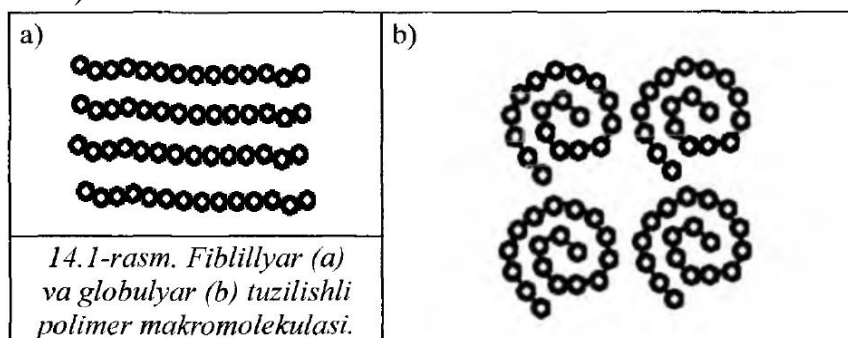 a)
b)
14.1-rasm. Fiblillyar (a)
va globulyar (b) tuzilishli
polimer makromolekulasi.